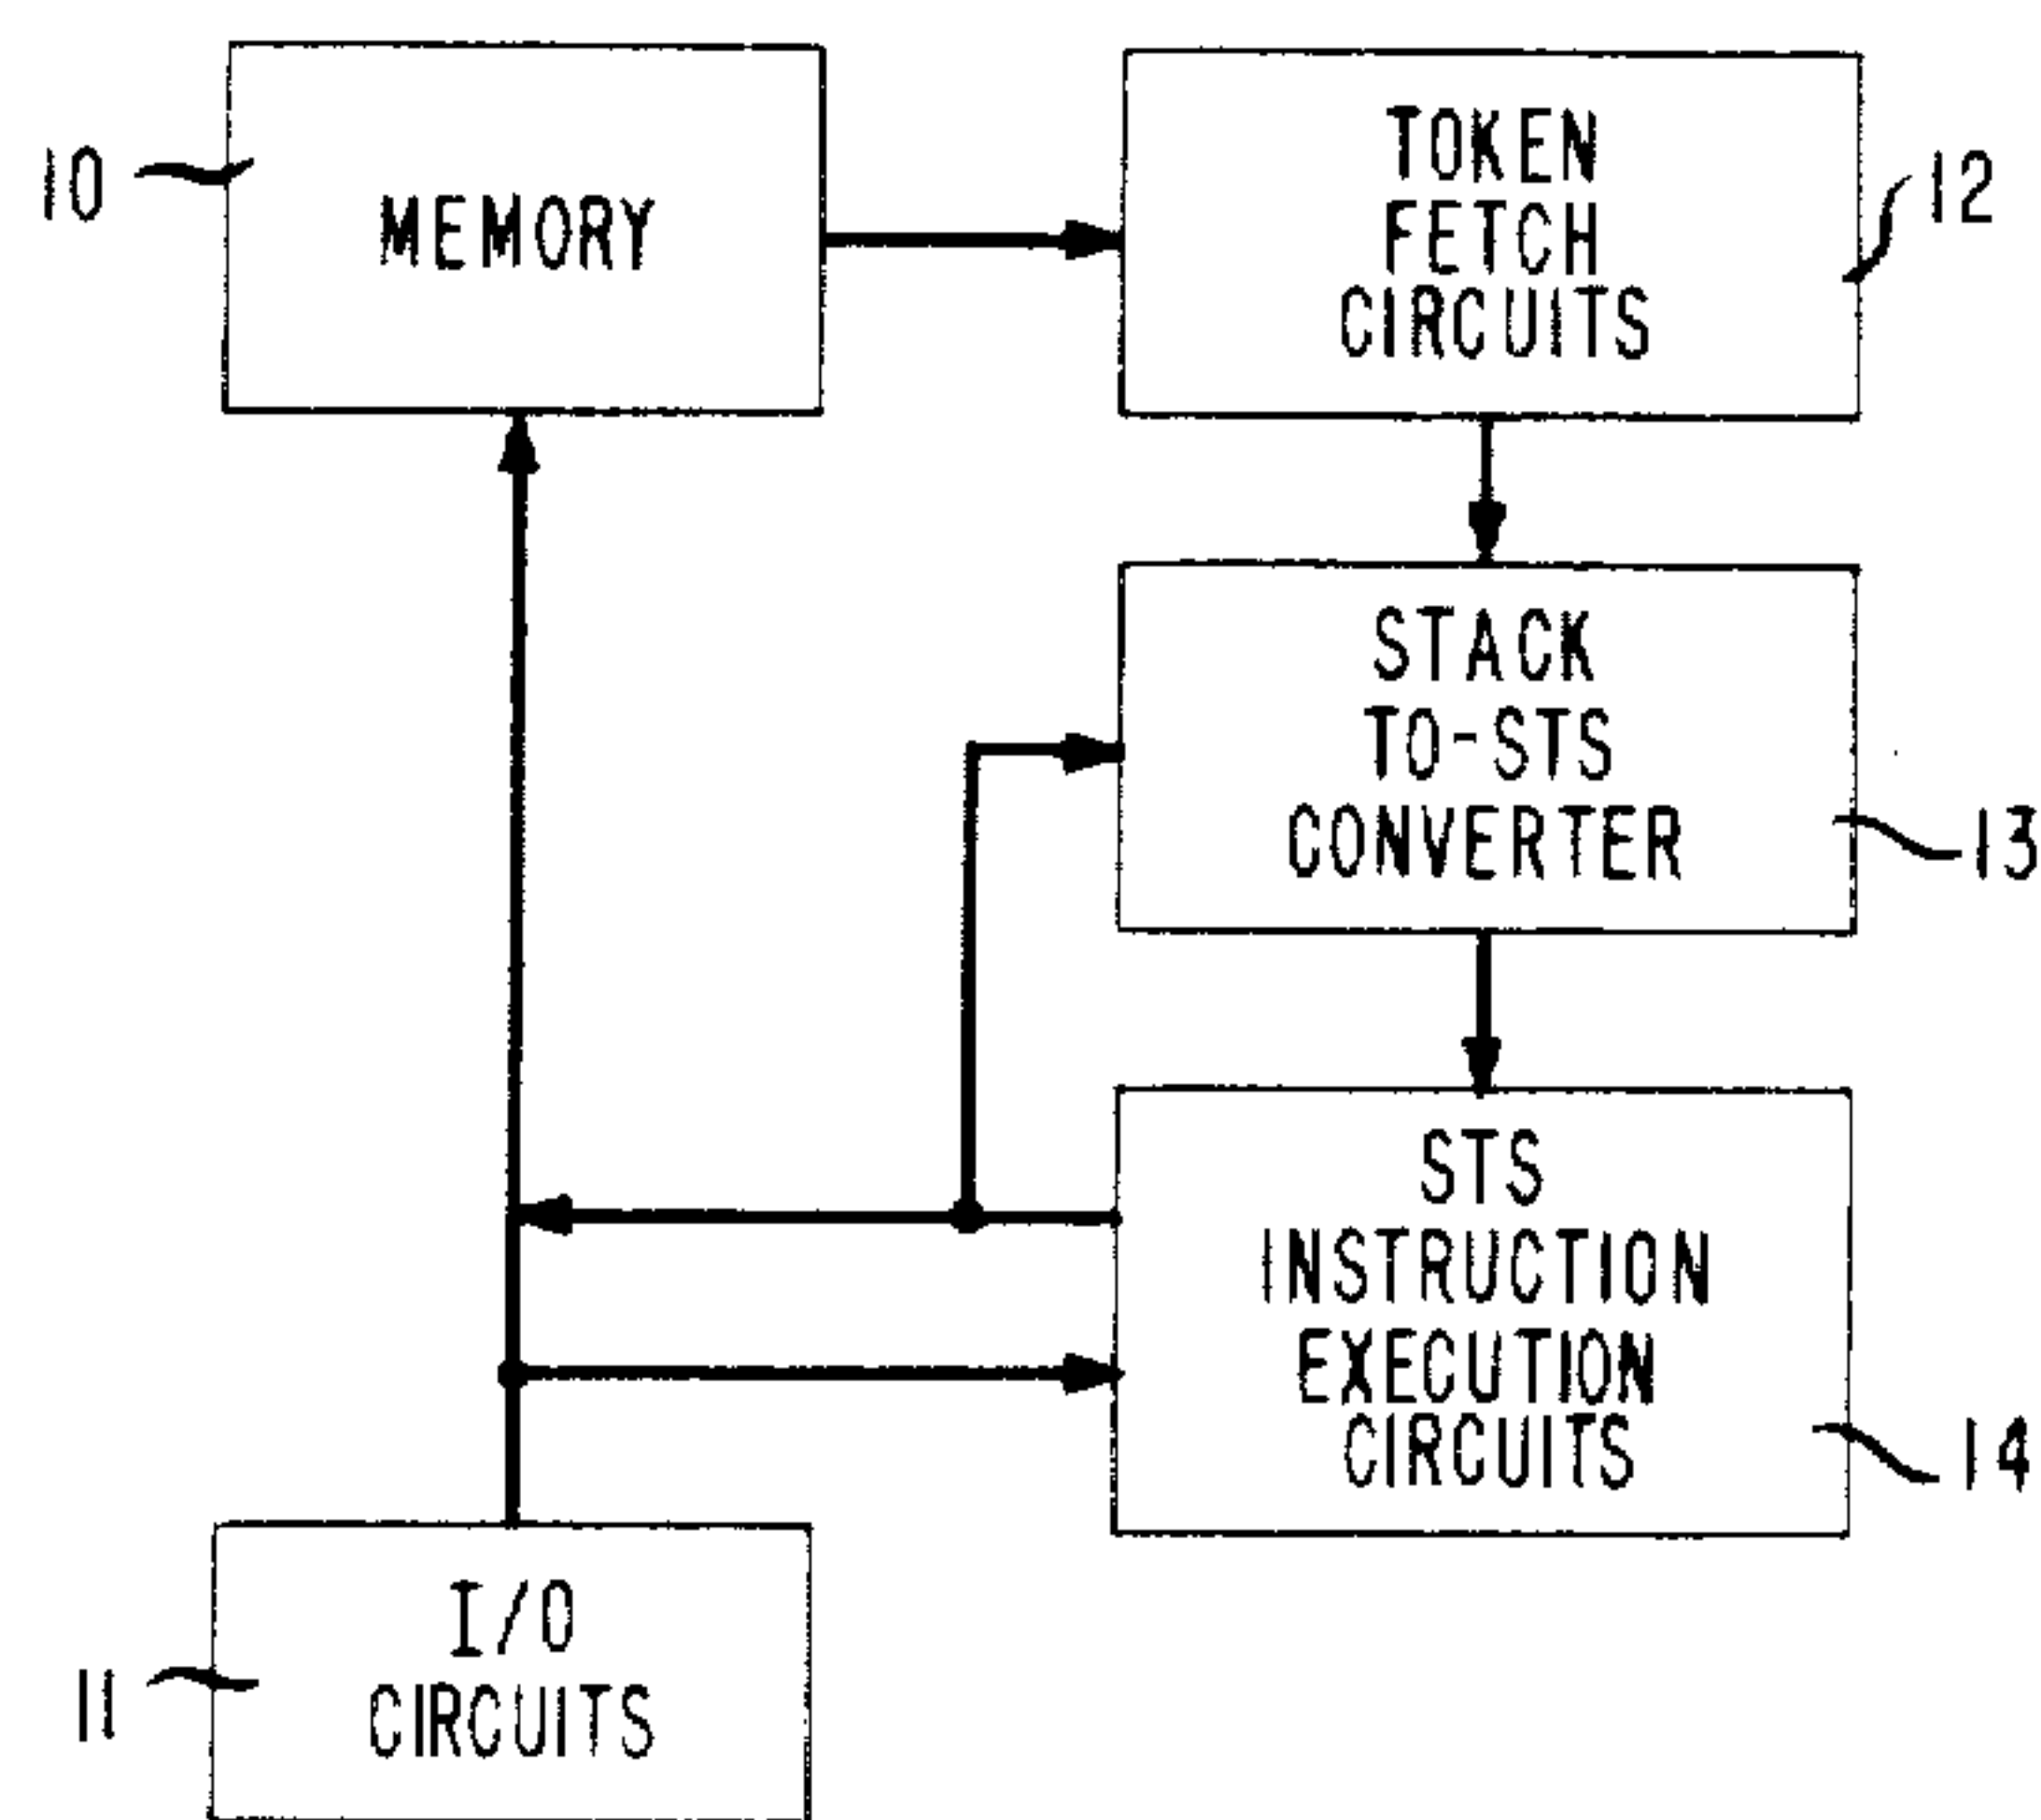 10
MEMORY
TOKEN
FETCH
CIRCUITS
12
STACK
TO-STS
CONVERTER
13
STS
INSTRUCTION
EXECUTION
CIRCUITS
14
I/O
CIRCUITS
11